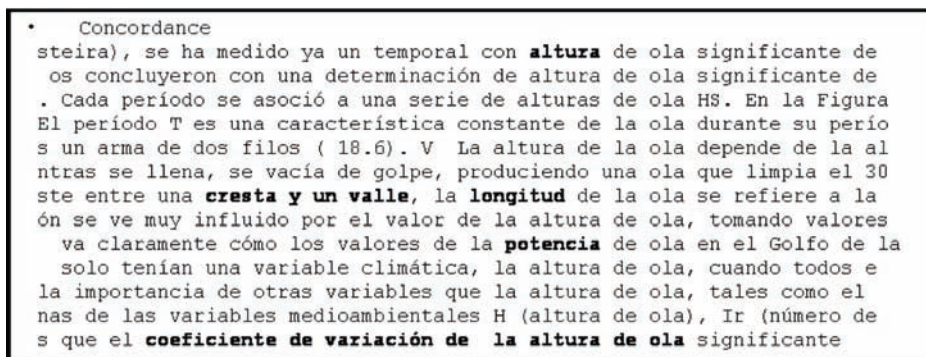 • Concordance
steira), se ha medido ya un temporal con altura de ola significante de
os concluyeron con una determinación de altura de ola significante de
. Cada período se asoció a una serie de alturas de ola HS. En la Figura
El período T es una característica constante de la ola durante su perío
s un arma de dos filos ( 18.6). V La altura de la ola depende de la al
ntras se llena, se vacía de golpe, produciendo una ola que limpia el 30
ste entre una cresta y un valle, la longitud de la ola se refiere a la
ón se ve muy influido por el valor de la altura de ola, tomando valores
va claramente cómo los valores de la potencia de ola en el Golfo de la
solo tenían una variable climática, la altura de ola, cuando todos e
la importancia de otras variables que la altura de ola, tales como el
nas de las variables medioambientales H (altura de ola), Ir (número de
s que el coeficiente de variación de la altura de ola significante